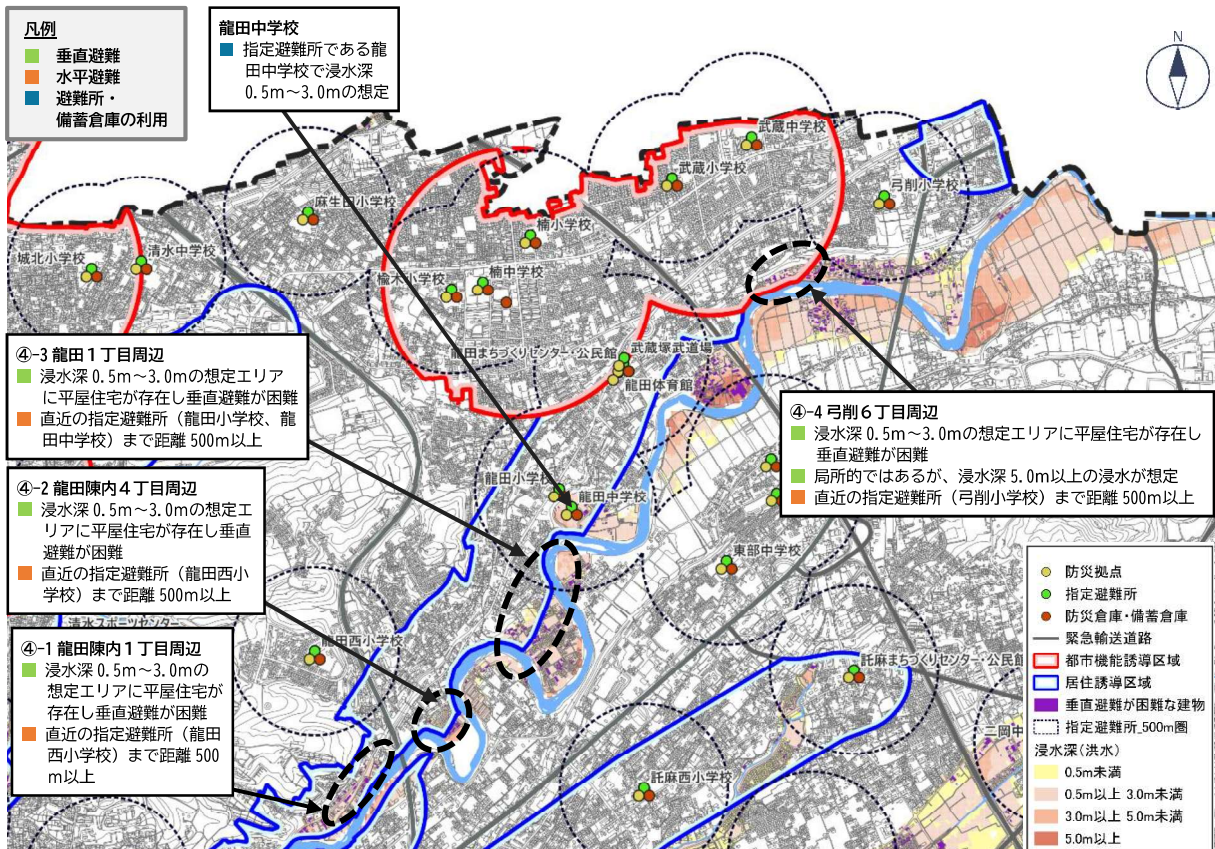 凡例
垂直避難
水平避難
避難所・
備蓄倉庫の利用
龍田中学校
指定避難所である龍
田中学校で浸水深
0.5m~3.0mの想定
N
武蔵中学校
武蔵小学校
弓削小学校
麻生田小学校
楠小学校
城北小学校
清水中学校
楡木小学校
楠中学校
④-3 龍田1丁目周辺
浸水深0.5m~3.0mの想定エリア
に平屋住宅が存在し垂直避難が困難
直近の指定避難所(龍田小学校、龍
田中学校)まで距離500m以上
龍田まちづくりセンター・公民館
武蔵塚武道場
龍田体育館
④-4 弓削6丁目周辺
浸水深0.5m~3.0mの想定エリアに平屋住宅が存在し
垂直避難が困難
局所的ではあるが、浸水深5.0m以上の浸水が想定
直近の指定避難所(弓削小学校)まで距離500m以上
④-2 龍田陳内4丁目周辺
浸水深0.5m~3.0mの想定エ
リアに平屋住宅が存在し垂直
避難が困難
直近の指定避難所(龍田西小
学校)まで距離500m以上
龍田小学校
龍田中学校
東部中学校
清水スポーツセンター
龍田西小学校
④-1 龍田陳内1丁目周辺
浸水深0.5m~3.0mの
想定エリアに平屋住宅が
存在し垂直避難が困難
直近の指定避難所(龍田
西小学校)まで距離500
m以上
託麻まちづくりセンター・公民館
託麻西小学校
二岡中
防災拠点
指定避難所
防災倉庫・備蓄倉庫
緊急輸送道路
都市機能誘導区域
居住誘導区域
垂直避難が困難な建物
指定避難所_500m圏
浸水深(洪水)
0.5m未満
0.5m以上 3.0m未満
3.0m以上 5.0m未満
5.0m以上